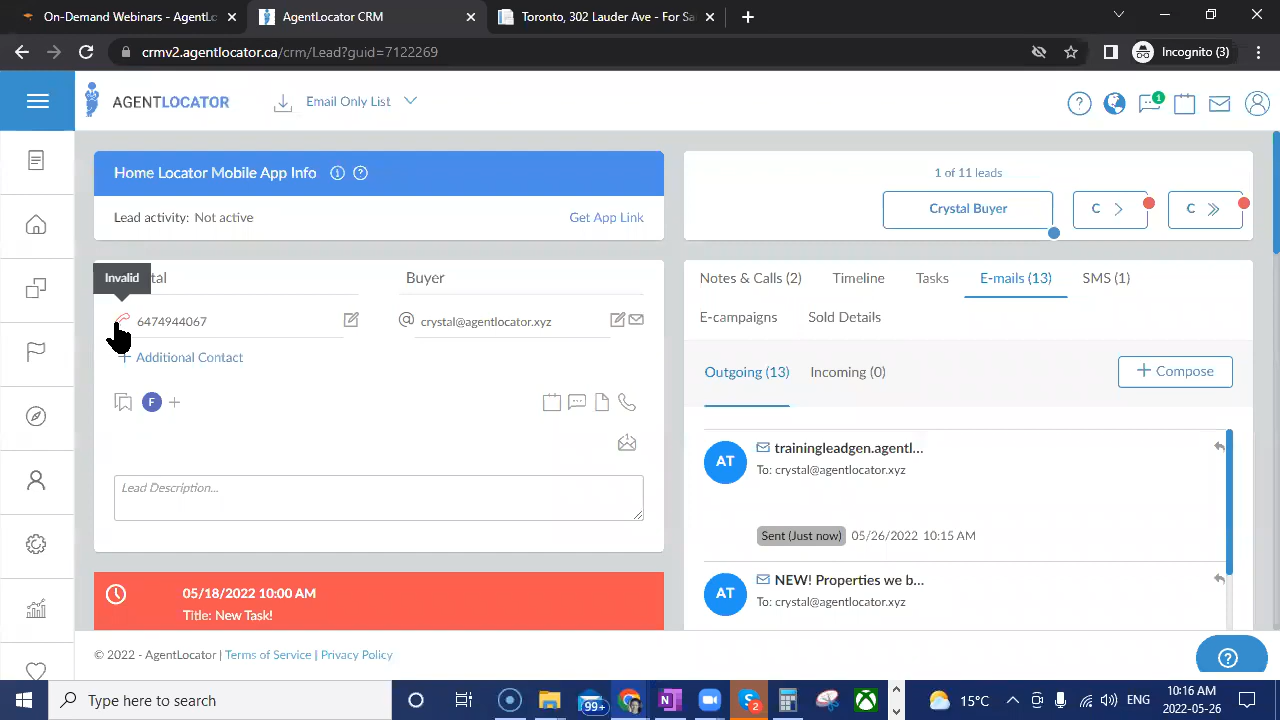 On-Demand Webinars - AgentLo
AgentLocator CRM
Toronto, 302 Lauder Ave - For Sa
crmv2.agentlocator.ca/crm/Lead?guid=7122269
Incognito (3)
AGENTLOCATOR
Email Only List
1
Home Locator Mobile App Info
Lead activity: Not active
Get App Link
1 of 11 leads
Crystal Buyer
C
C
Invalid
tal
Buyer
6474944067
crystal@agentlocator.xyz
Additional Contact
F
Lead Description...
05/18/2022 10:00 AM
Title: New Task!
Notes & Calls (2)
Timeline
Tasks
E-mails (13)
SMS (1)
E-campaigns
Sold Details
Outgoing (13)
Incoming (0)
+ Compose
AT
trainingleadgen.agentl...
To: crystal@agentlocator.xyz
Sent (Just now) 05/26/2022 10:15 AM
AT
NEW! Properties we b...
To: crystal@agentlocator.xyz
© 2022 - AgentLocator | Terms of Service | Privacy Policy
Type here to search
99+
2
15°C
ENG
10:16 AM
2022-05-26